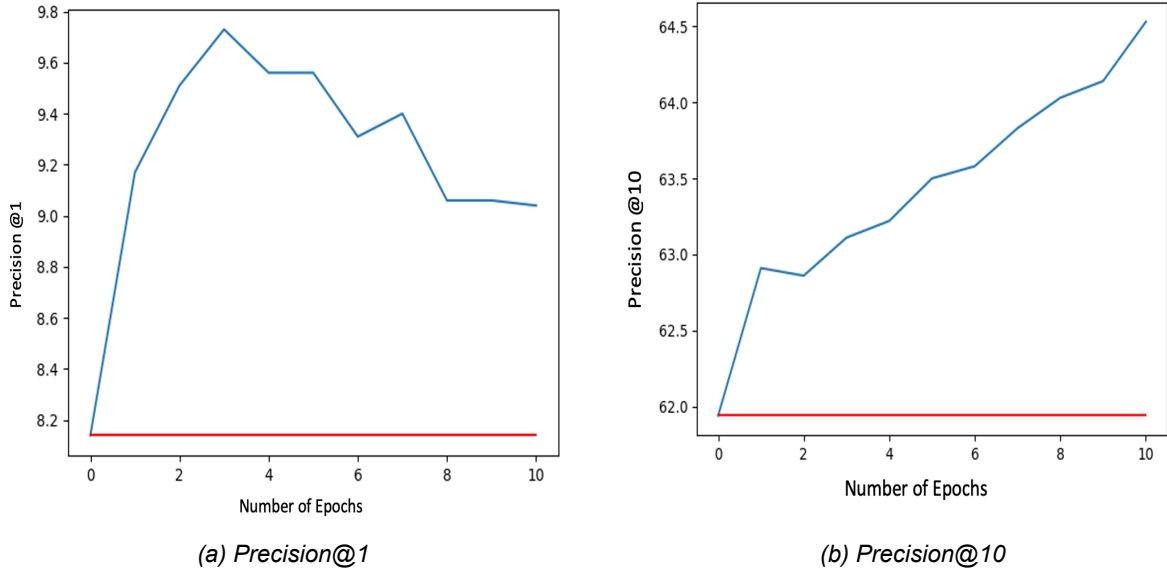 9.8
9.6
9.4
9.2
9.0
8.8
8.6
8.4
8.2
Precision @1
0 2 4 6 8 10
Number of Epochs
(a) Precision@1
64.5
64.0
63.5
63.0
62.5
62.0
Precision @10
0 2 4 6 8 10
Number of Epochs
(b) Precision@10